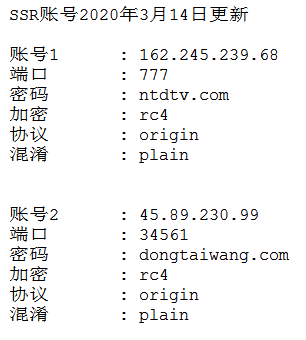 SSR账号2020年3月14日更新
账号1 : 162.245.239.68
端口 : 777
密码 : ntdtv.com
加密 : rc4
协议 : origin
混淆 : plain
账号2 : 45.89.230.99
端口 : 34561
密码 : dongtaiwang.com
加密 : rc4
协议 : origin
混淆 : plain